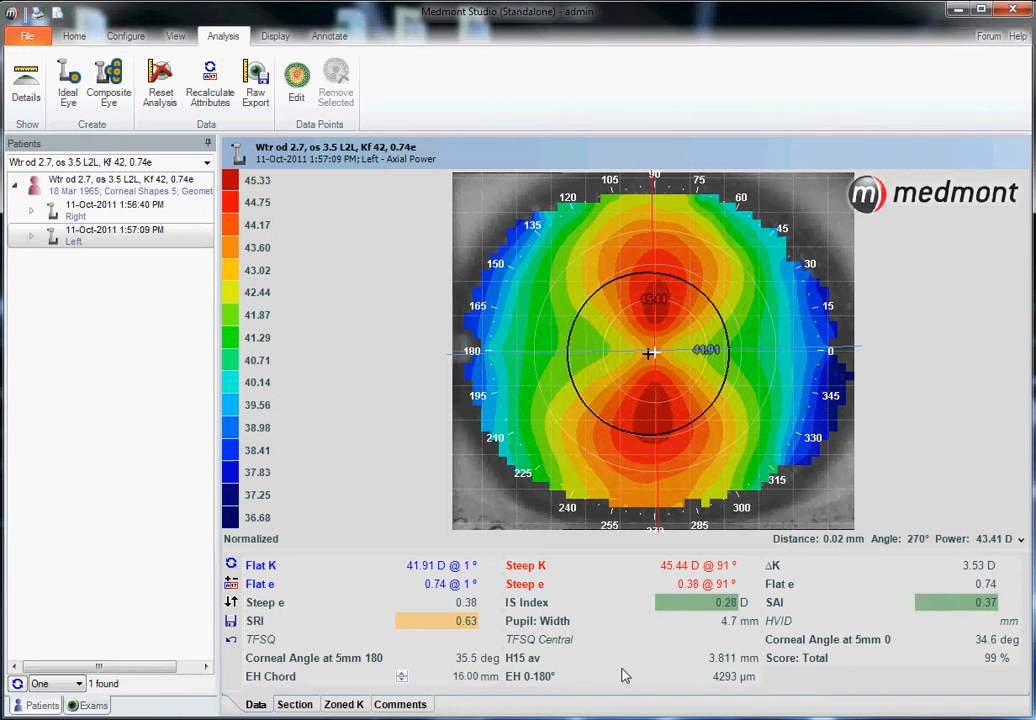 Medmont Studio (Standalone) - admin
File Home Configure View Analysis Display Annotate Forum Help
Details Ideal Eye Composite Eye Reset Analysis Recalculate Attributes Raw Export Edit Remove Selected
Show Create Data Data Points
Patients
Wtr od 2.7, os 3.5 L2L, Kf 42, 0.74e
Wtr od 2.7, os 3.5 L2L, Kf 42, 0.74e
18 Mar 1965; Corneal Shapes 5; Geomet
11-Oct-2011 1:56:40 PM
Right
11-Oct-2011 1:57:09 PM
Left
One 1 found
Patients Exams
Wtr od 2.7, os 3.5 L2L, Kf 42, 0.74e
11-Oct-2011 1:57:09 PM; Left - Axial Power
medmont
45.33
44.75
44.17
43.60
43.02
42.44
41.87
41.29
40.71
40.14
39.56
38.98
38.41
37.83
37.25
36.68
105 90 75
120 60
135 45
150 30
165 15
180 0
195 345
210 330
225 315
240 300
255 270 285
45.44
41.91
Normalized Distance: 0.02 mm Angle: 270° Power: 43.41 D
Flat K 41.91 D @ 1 ° Steep K 45.44 D @ 91 ° ΔK 3.53 D
Flat e 0.74 @ 1 ° Steep e 0.38 @ 91 ° Flat e 0.74
Steep e 0.38 IS Index 0.28 D SAI 0.37
SRI 0.63 Pupil: Width 4.7 mm HVID mm
TFSQ TFSQ Central Corneal Angle at 5mm 0 34.6 deg
Corneal Angle at 5mm 180 35.5 deg H15 av 3.811 mm Score: Total 99 %
EH Chord 16.00 mm EH 0-180° 4293 µm
Data Section Zoned K Comments